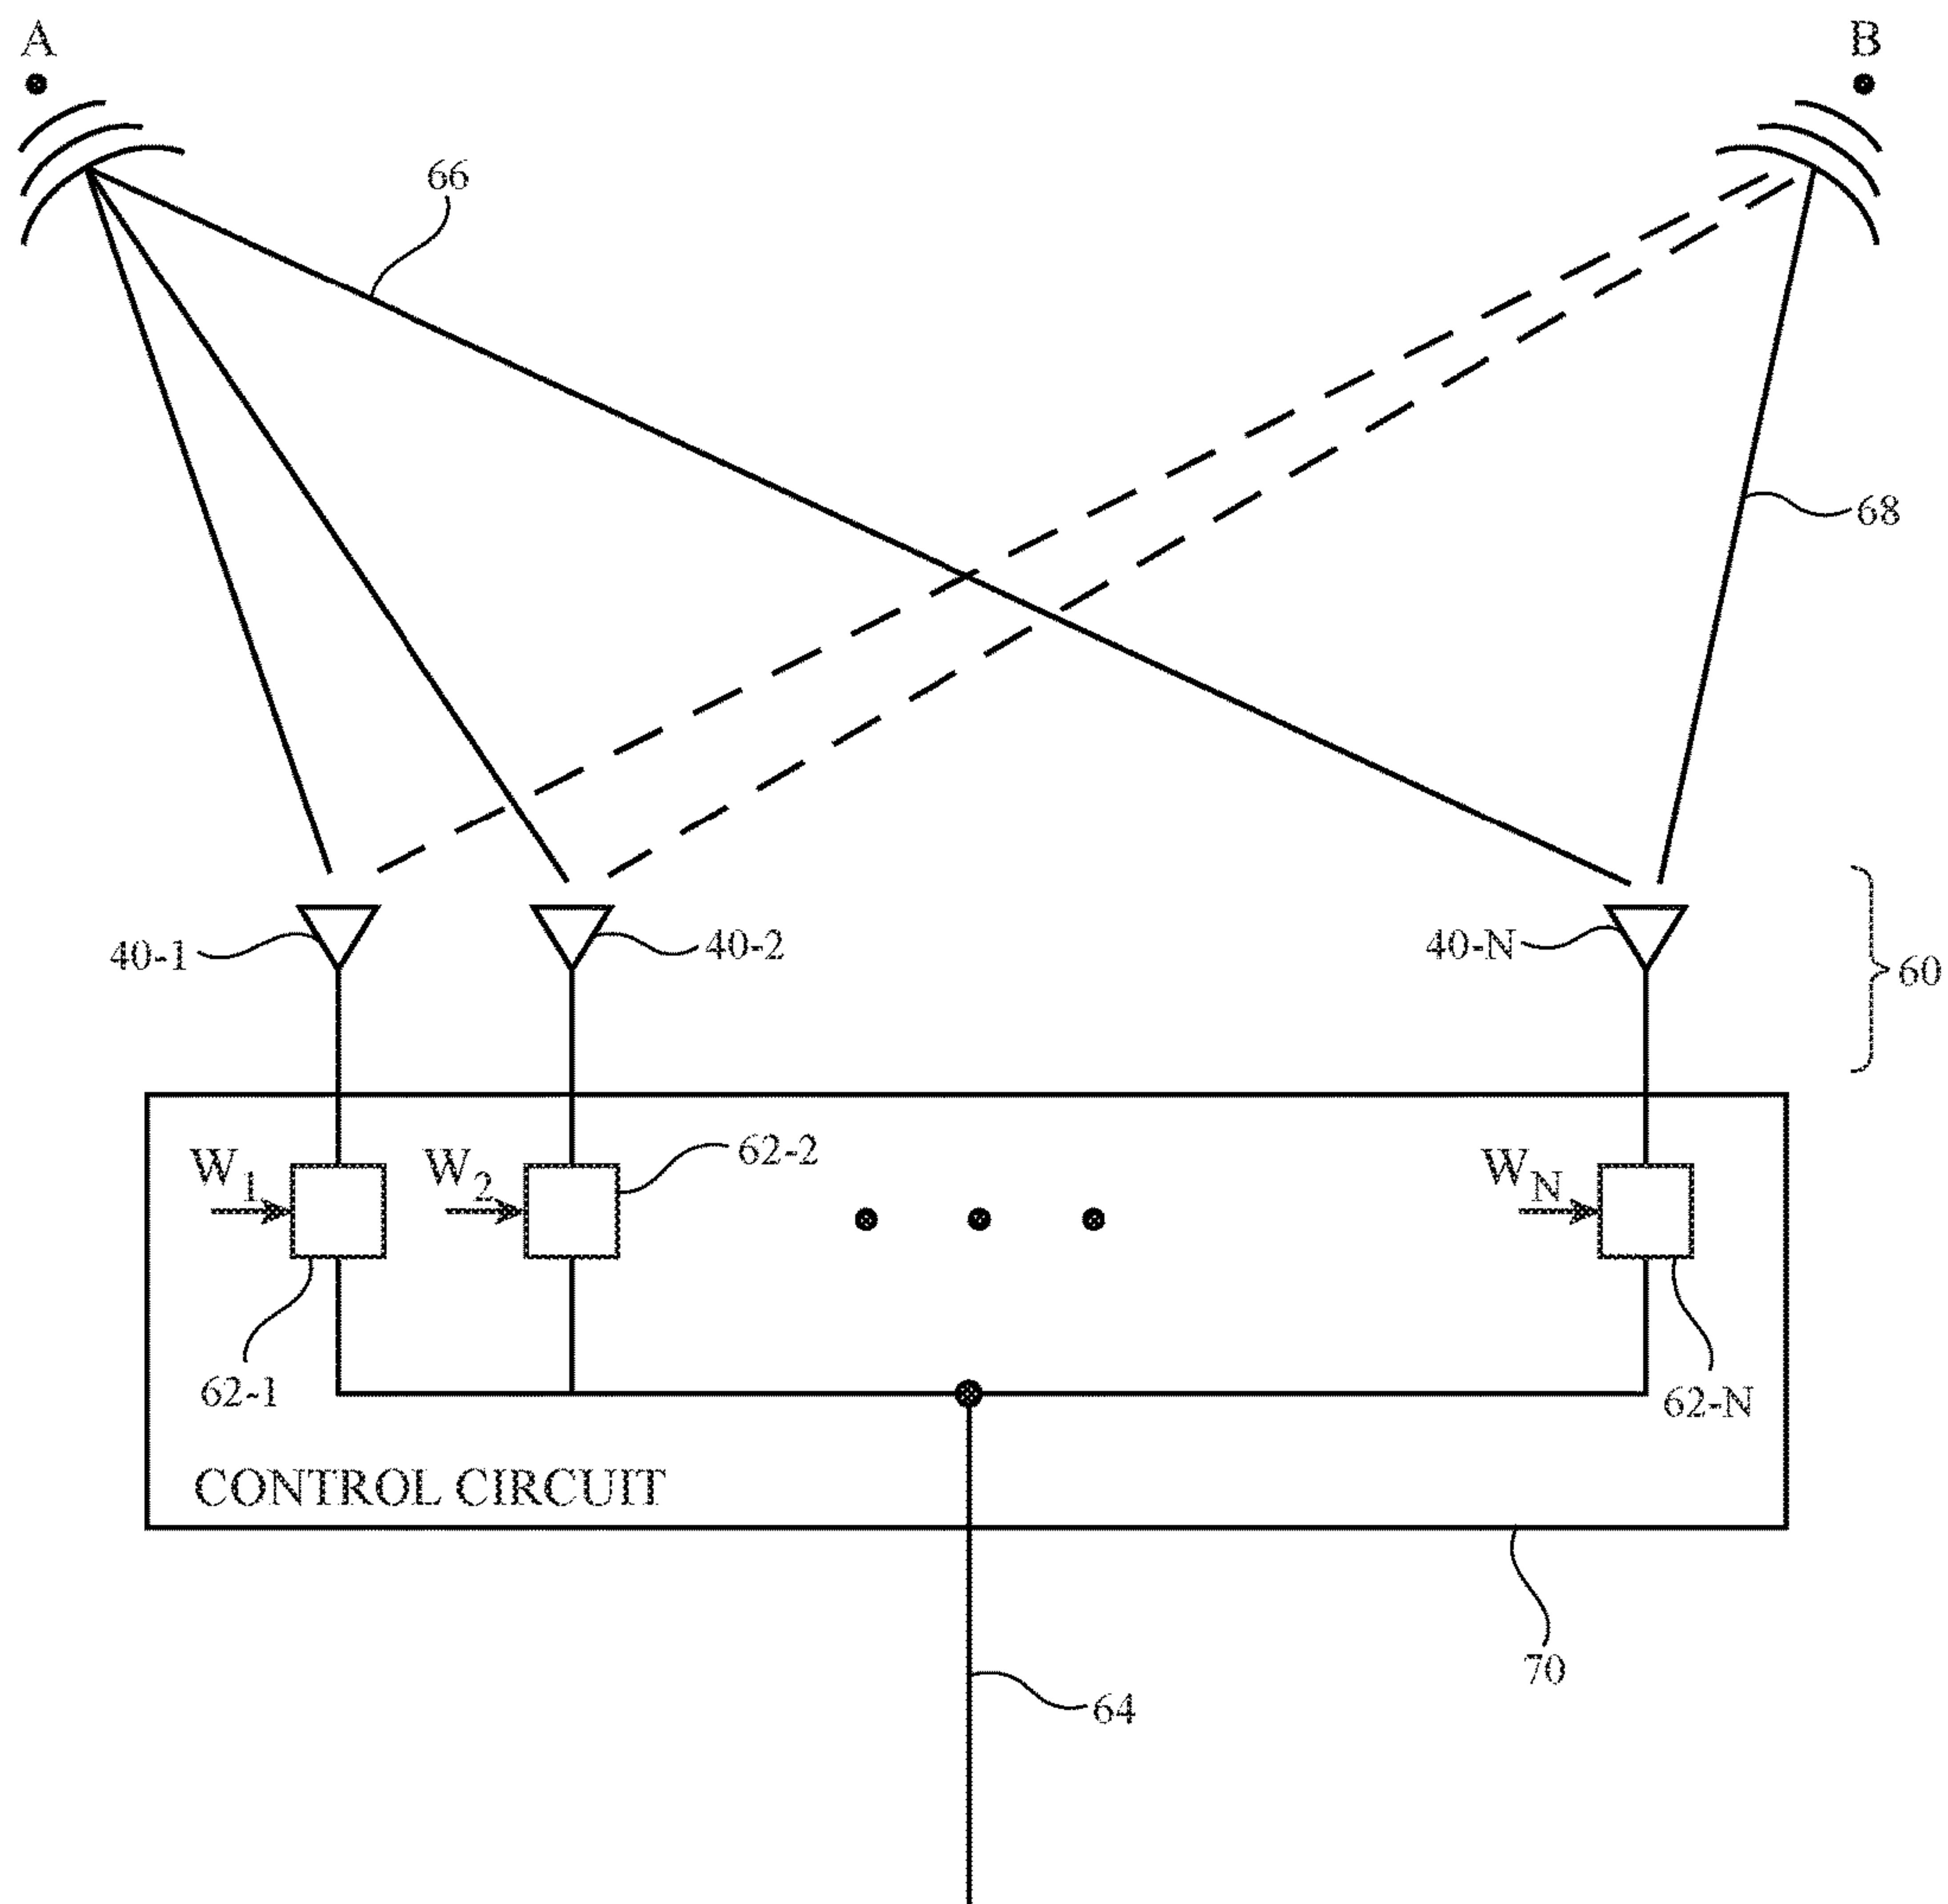 A
B
66
68
40-1
40-2
40-N
60
W1
W2
62-2
WN
62-1
62-N
CONTROL CIRCUIT
70
64